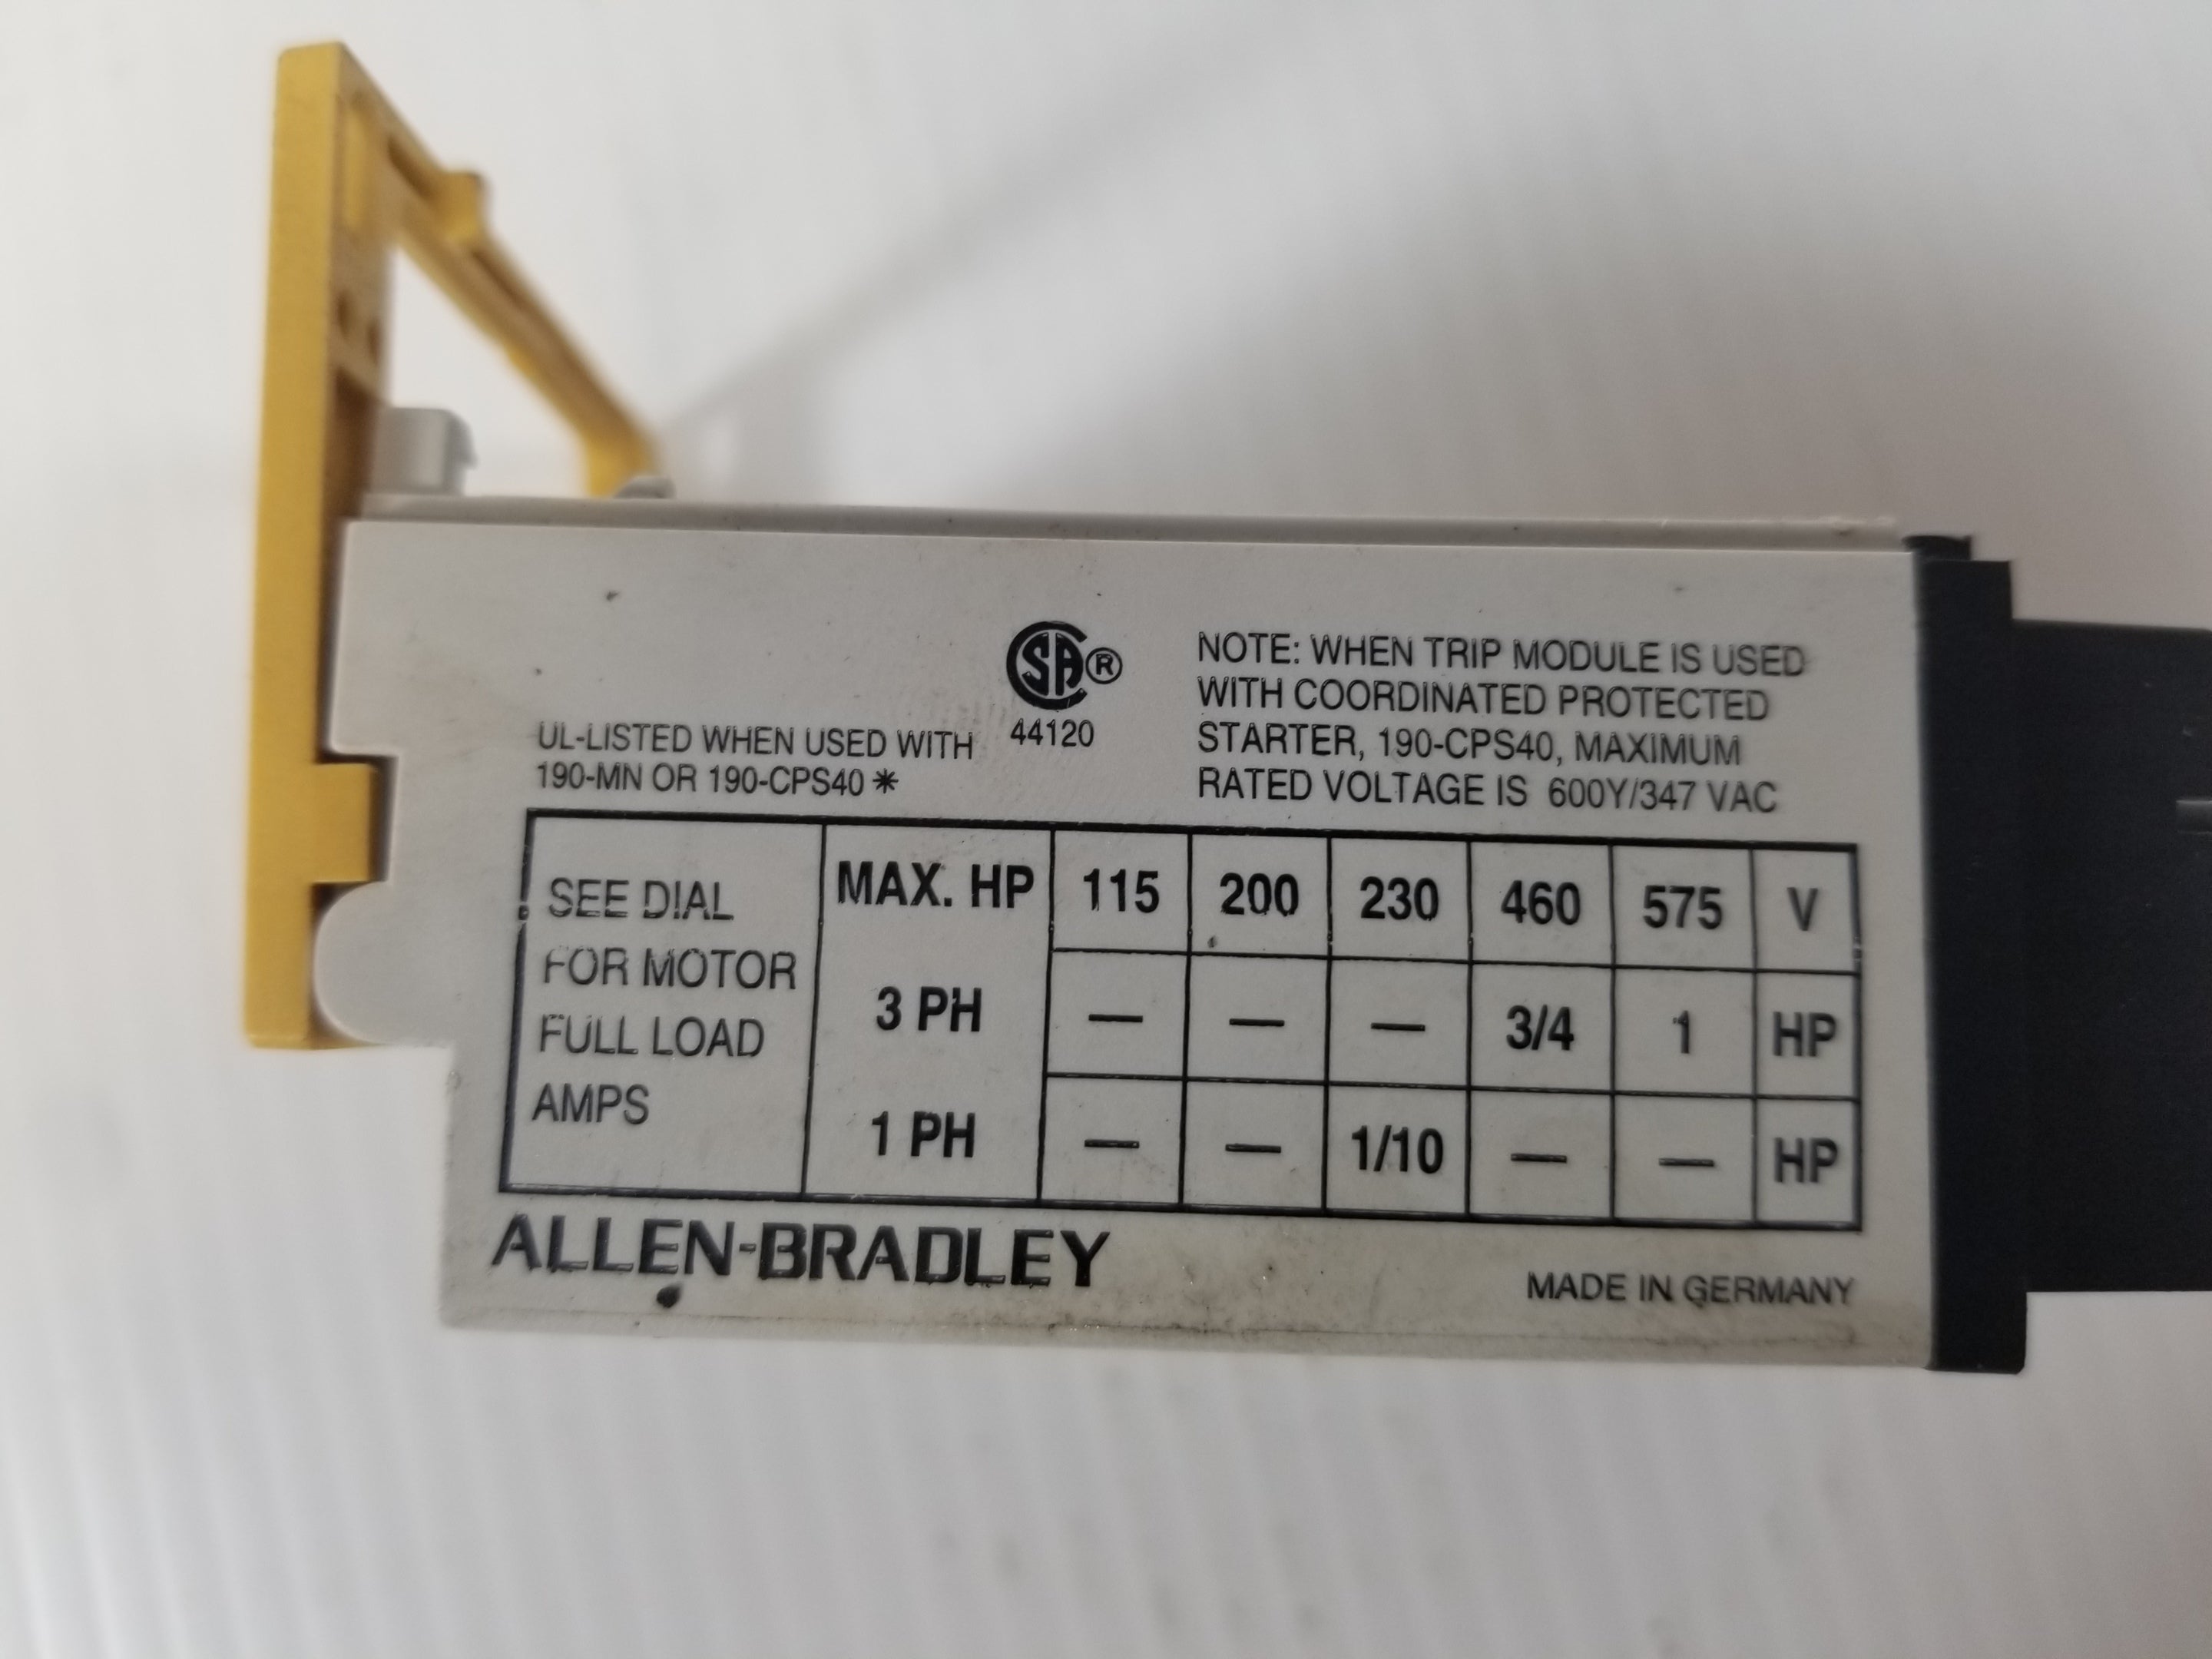 UL-LISTED WHEN USED WITH
190-MN OR 190-CPS40 *
SA ®
44120
NOTE: WHEN TRIP MODULE IS USED
WITH COORDINATED PROTECTED
STARTER, 190-CPS40, MAXIMUM
RATED VOLTAGE IS 600Y/347 VAC
SEE DIAL
FOR MOTOR
FULL LOAD
AMPS
MAX. HP 115 200 230 460 575 V
3 PH — — — 3/4 1 HP
1 PH — — 1/10 — — HP
ALLEN-BRADLEY
MADE IN GERMANY